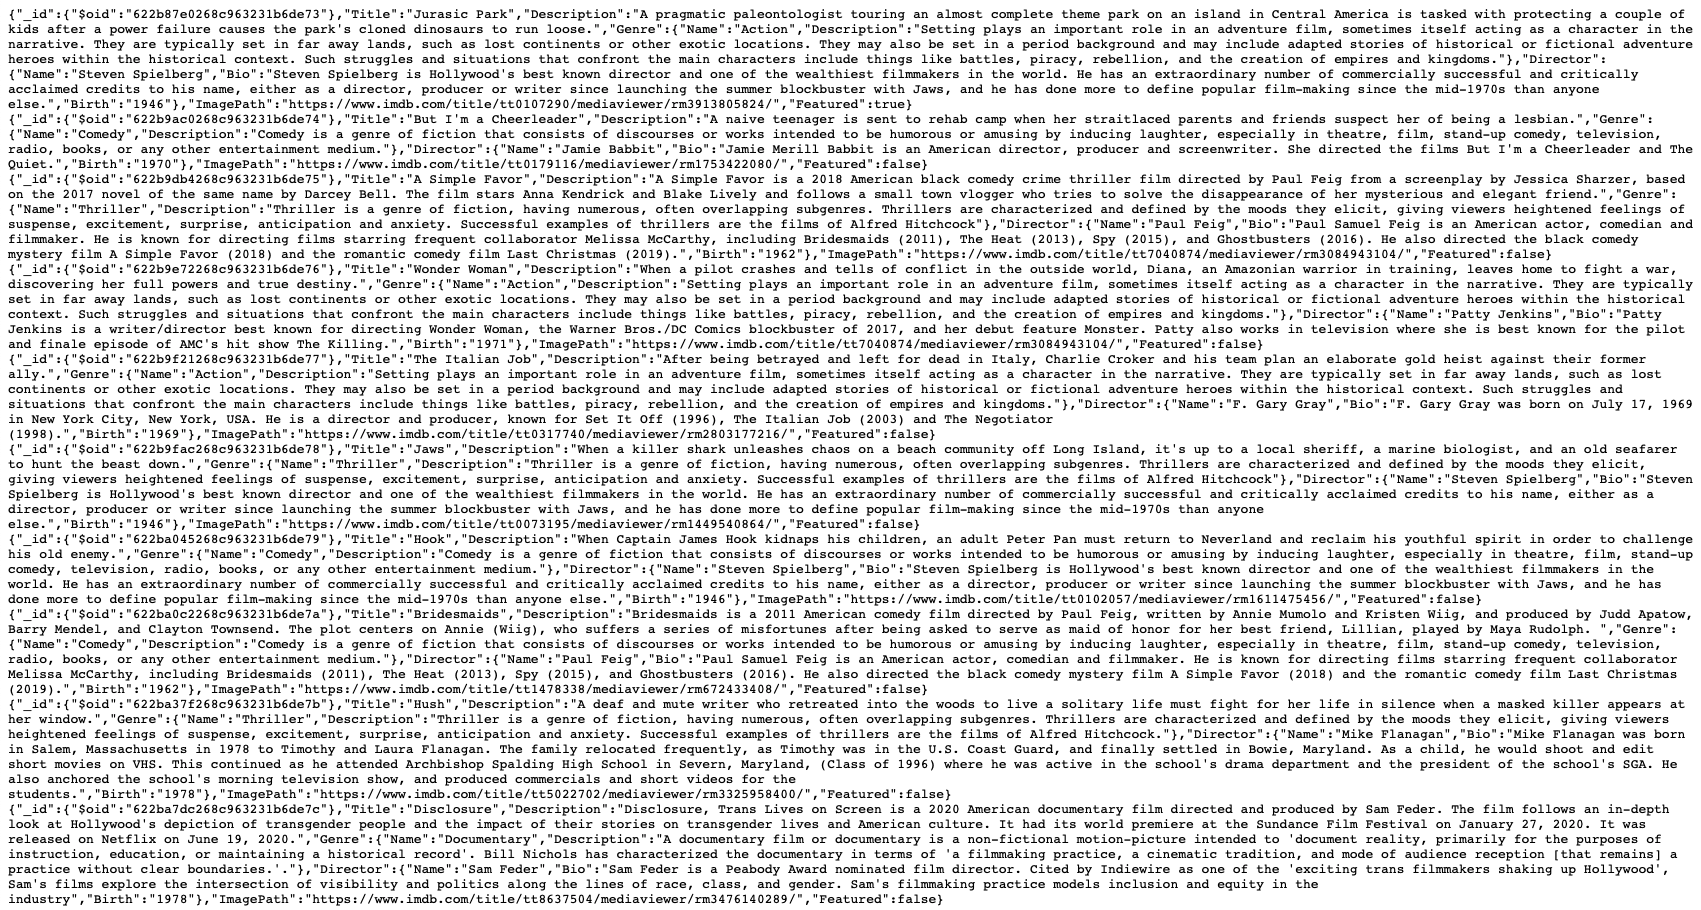 {"_id":{"$oid":"622b87e0268c963231b6de73"},"Title":"Jurasic Park","Description":"A pragmatic paleontologist touring an almost complete theme park on an island in Central America is tasked with protecting a couple of
kids after a power failure causes the park's cloned dinosaurs to run loose.","Genre":{"Name":"Action","Description":"Setting plays an important role in an adventure film, sometimes itself acting as a character in the
narrative. They are typically set in far away lands, such as lost continents or other exotic locations. They may also be set in a period background and may include adapted stories of historical or fictional adventure
heroes within the historical context. Such struggles and situations that confront the main characters include things like battles, piracy, rebellion, and the creation of empires and kingdoms."},"Director":
{"Name":"Steven Spielberg","Bio":"Steven Spielberg is Hollywood's best known director and one of the wealthiest filmmakers in the world. He has an extraordinary number of commercially successful and critically
acclaimed credits to his name, either as a director, producer or writer since launching the summer blockbuster with Jaws, and he has done more to define popular film-making since the mid-1970s than anyone
else.","Birth":"1946"},"ImagePath":"https://www.imdb.com/title/tt0107290/mediaviewer/rm3913805824/","Featured":true}
{"_id":{"$oid":"622b9ac0268c963231b6de74"},"Title":"But I'm a Cheerleader","Description":"A naive teenager is sent to rehab camp when her straitlaced parents and friends suspect her of being a lesbian.","Genre":
{"Name":"Comedy","Description":"Comedy is a genre of fiction that consists of discourses or works intended to be humorous or amusing by inducing laughter, especially in theatre, film, stand-up comedy, television,
radio, books, or any other entertainment medium."},"Director":{"Name":"Jamie Babbit","Bio":"Jamie Merill Babbit is an American director, producer and screenwriter. She directed the films But I'm a Cheerleader and The
Quiet.","Birth":"1970"},"ImagePath":"https://www.imdb.com/title/tt0179116/mediaviewer/rm1753422080/","Featured":false}
{"_id":{"$oid":"622b9db4268c963231b6de75"},"Title":"A Simple Favor","Description":"A Simple Favor is a 2018 American black comedy crime thriller film directed by Paul Feig from a screenplay by Jessica Sharzer, based
on the 2017 novel of the same name by Darcey Bell. The film stars Anna Kendrick and Blake Lively and follows a small town vlogger who tries to solve the disappearance of her mysterious and elegant friend.","Genre":
{"Name":"Thriller","Description":"Thriller is a genre of fiction, having numerous, often overlapping subgenres. Thrillers are characterized and defined by the moods they elicit, giving viewers heightened feelings of
suspense, excitement, surprise, anticipation and anxiety. Successful examples of thrillers are the films of Alfred Hitchcock"},"Director":{"Name":"Paul Feig","Bio":"Paul Samuel Feig is an American actor, comedian and
filmmaker. He is known for directing films starring frequent collaborator Melissa McCarthy, including Bridesmaids (2011), The Heat (2013), Spy (2015), and Ghostbusters (2016). He also directed the black comedy
mystery film A Simple Favor (2018) and the romantic comedy film Last Christmas (2019).","Birth":"1962"},"ImagePath":"https://www.imdb.com/title/tt7040874/mediaviewer/rm3084943104/","Featured":false}
{"_id":{"$oid":"622b9e72268c963231b6de76"},"Title":"Wonder Woman","Description":"When a pilot crashes and tells of conflict in the outside world, Diana, an Amazonian warrior in training, leaves home to fight a war,
discovering her full powers and true destiny.","Genre":{"Name":"Action","Description":"Setting plays an important role in an adventure film, sometimes itself acting as a character in the narrative. They are typically
set in far away lands, such as lost continents or other exotic locations. They may also be set in a period background and may include adapted stories of historical or fictional adventure heroes within the historical
context. Such struggles and situations that confront the main characters include things like battles, piracy, rebellion, and the creation of empires and kingdoms."},"Director":{"Name":"Patty Jenkins","Bio":"Patty
Jenkins is a writer/director best known for directing Wonder Woman, the Warner Bros./DC Comics blockbuster of 2017, and her debut feature Monster. Patty also works in television where she is best known for the pilot
and finale episode of AMC's hit show The Killing.","Birth":"1971"},"ImagePath":"https://www.imdb.com/title/tt7040874/mediaviewer/rm3084943104/","Featured":false}
{"_id":{"$oid":"622b9f21268c963231b6de77"},"Title":"The Italian Job","Description":"After being betrayed and left for dead in Italy, Charlie Croker and his team plan an elaborate gold heist against their former
ally.","Genre":{"Name":"Action","Description":"Setting plays an important role in an adventure film, sometimes itself acting as a character in the narrative. They are typically set in far away lands, such as lost
continents or other exotic locations. They may also be set in a period background and may include adapted stories of historical or fictional adventure heroes within the historical context. Such struggles and
situations that confront the main characters include things like battles, piracy, rebellion, and the creation of empires and kingdoms."},"Director":{"Name":"F. Gary Gray","Bio":"F. Gary Gray was born on July 17, 1969
in New York City, New York, USA. He is a director and producer, known for Set It Off (1996), The Italian Job (2003) and The Negotiator
(1998).","Birth":"1969"},"ImagePath":"https://www.imdb.com/title/tt0317740/mediaviewer/rm2803177216/","Featured":false}
{"_id":{"$oid":"622b9fac268c963231b6de78"},"Title":"Jaws","Description":"When a killer shark unleashes chaos on a beach community off Long Island, it's up to a local sheriff, a marine biologist, and an old seafarer
to hunt the beast down.","Genre":{"Name":"Thriller","Description":"Thriller is a genre of fiction, having numerous, often overlapping subgenres. Thrillers are characterized and defined by the moods they elicit,
giving viewers heightened feelings of suspense, excitement, surprise, anticipation and anxiety. Successful examples of thrillers are the films of Alfred Hitchcock"},"Director":{"Name":"Steven Spielberg","Bio":"Steven
Spielberg is Hollywood's best known director and one of the wealthiest filmmakers in the world. He has an extraordinary number of commercially successful and critically acclaimed credits to his name, either as a
director, producer or writer since launching the summer blockbuster with Jaws, and he has done more to define popular film-making since the mid-1970s than anyone
else.","Birth":"1946"},"ImagePath":"https://www.imdb.com/title/tt0073195/mediaviewer/rm1449540864/","Featured":false}
{"_id":{"$oid":"622ba045268c963231b6de79"},"Title":"Hook","Description":"When Captain James Hook kidnaps his children, an adult Peter Pan must return to Neverland and reclaim his youthful spirit in order to challenge
his old enemy.","Genre":{"Name":"Comedy","Description":"Comedy is a genre of fiction that consists of discourses or works intended to be humorous or amusing by inducing laughter, especially in theatre, film, stand-up
comedy, television, radio, books, or any other entertainment medium."},"Director":{"Name":"Steven Spielberg","Bio":"Steven Spielberg is Hollywood's best known director and one of the wealthiest filmmakers in the
world. He has an extraordinary number of commercially successful and critically acclaimed credits to his name, either as a director, producer or writer since launching the summer blockbuster with Jaws, and he has
done more to define popular film-making since the mid-1970s than anyone else.","Birth":"1946"},"ImagePath":"https://www.imdb.com/title/tt0102057/mediaviewer/rm1611475456/","Featured":false}
{"_id":{"$oid":"622ba0c2268c963231b6de7a"},"Title":"Bridesmaids","Description":"Bridesmaids is a 2011 American comedy film directed by Paul Feig, written by Annie Mumolo and Kristen Wiig, and produced by Judd Apatow,
Barry Mendel, and Clayton Townsend. The plot centers on Annie (Wiig), who suffers a series of misfortunes after being asked to serve as maid of honor for her best friend, Lillian, played by Maya Rudolph. ","Genre":
{"Name":"Comedy","Description":"Comedy is a genre of fiction that consists of discourses or works intended to be humorous or amusing by inducing laughter, especially in theatre, film, stand-up comedy, television,
radio, books, or any other entertainment medium."},"Director":{"Name":"Paul Feig","Bio":"Paul Samuel Feig is an American actor, comedian and filmmaker. He is known for directing films starring frequent collaborator
Melissa McCarthy, including Bridesmaids (2011), The Heat (2013), Spy (2015), and Ghostbusters (2016). He also directed the black comedy mystery film A Simple Favor (2018) and the romantic comedy film Last Christmas
(2019).","Birth":"1962"},"ImagePath":"https://www.imdb.com/title/tt1478338/mediaviewer/rm672433408/","Featured":false}
{"_id":{"$oid":"622ba37f268c963231b6de7b"},"Title":"Hush","Description":"A deaf and mute writer who retreated into the woods to live a solitary life must fight for her life in silence when a masked killer appears at
her window.","Genre":{"Name":"Thriller","Description":"Thriller is a genre of fiction, having numerous, often overlapping subgenres. Thrillers are characterized and defined by the moods they elicit, giving viewers
heightened feelings of suspense, excitement, surprise, anticipation and anxiety. Successful examples of thrillers are the films of Alfred Hitchcock."},"Director":{"Name":"Mike Flanagan","Bio":"Mike Flanagan was born
in Salem, Massachusetts in 1978 to Timothy and Laura Flanagan. The family relocated frequently, as Timothy was in the U.S. Coast Guard, and finally settled in Bowie, Maryland. As a child, he would shoot and edit
short movies on VHS. This continued as he attended Archbishop Spalding High School in Severn, Maryland, (Class of 1996) where he was active in the school's drama department and the president of the school's SGA. He
also anchored the school's morning television show, and produced commercials and short videos for the
students.","Birth":"1978"},"ImagePath":"https://www.imdb.com/title/tt5022702/mediaviewer/rm3325958400/","Featured":false}
{"_id":{"$oid":"622ba7dc268c963231b6de7c"},"Title":"Disclosure","Description":"Disclosure, Trans Lives on Screen is a 2020 American documentary film directed and produced by Sam Feder. The film follows an in-depth
look at Hollywood's depiction of transgender people and the impact of their stories on transgender lives and American culture. It had its world premiere at the Sundance Film Festival on January 27, 2020. It was
released on Netflix on June 19, 2020.","Genre":{"Name":"Documentary","Description":"A documentary film or documentary is a non-fictional motion-picture intended to 'document reality, primarily for the purposes of
instruction, education, or maintaining a historical record'. Bill Nichols has characterized the documentary in terms of 'a filmmaking practice, a cinematic tradition, and mode of audience reception [that remains] a
practice without clear boundaries.'."},"Director":{"Name":"Sam Feder","Bio":"Sam Feder is a Peabody Award nominated film director. Cited by Indiewire as one of the 'exciting trans filmmakers shaking up Hollywood',
Sam's films explore the intersection of visibility and politics along the lines of race, class, and gender. Sam's filmmaking practice models inclusion and equity in the
industry","Birth":"1978"},"ImagePath":"https://www.imdb.com/title/tt8637504/mediaviewer/rm3476140289/","Featured":false}